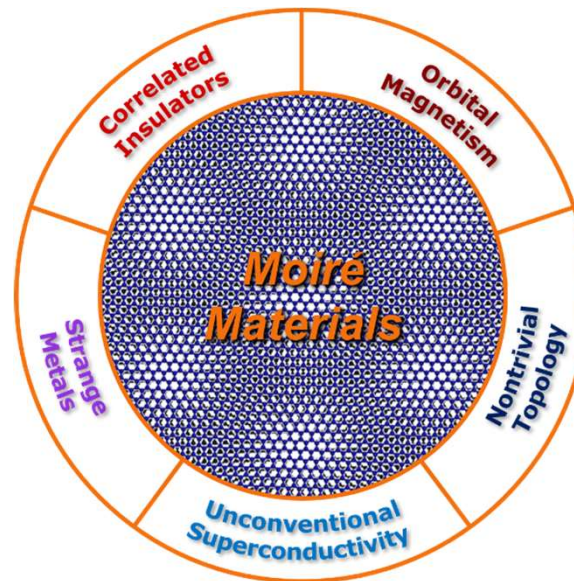 Correlated
Insulators
Orbital
Magnetism
Moiré
Materials
Strange
Metals
Nontrivial
Topology
Unconventional
Superconductivity